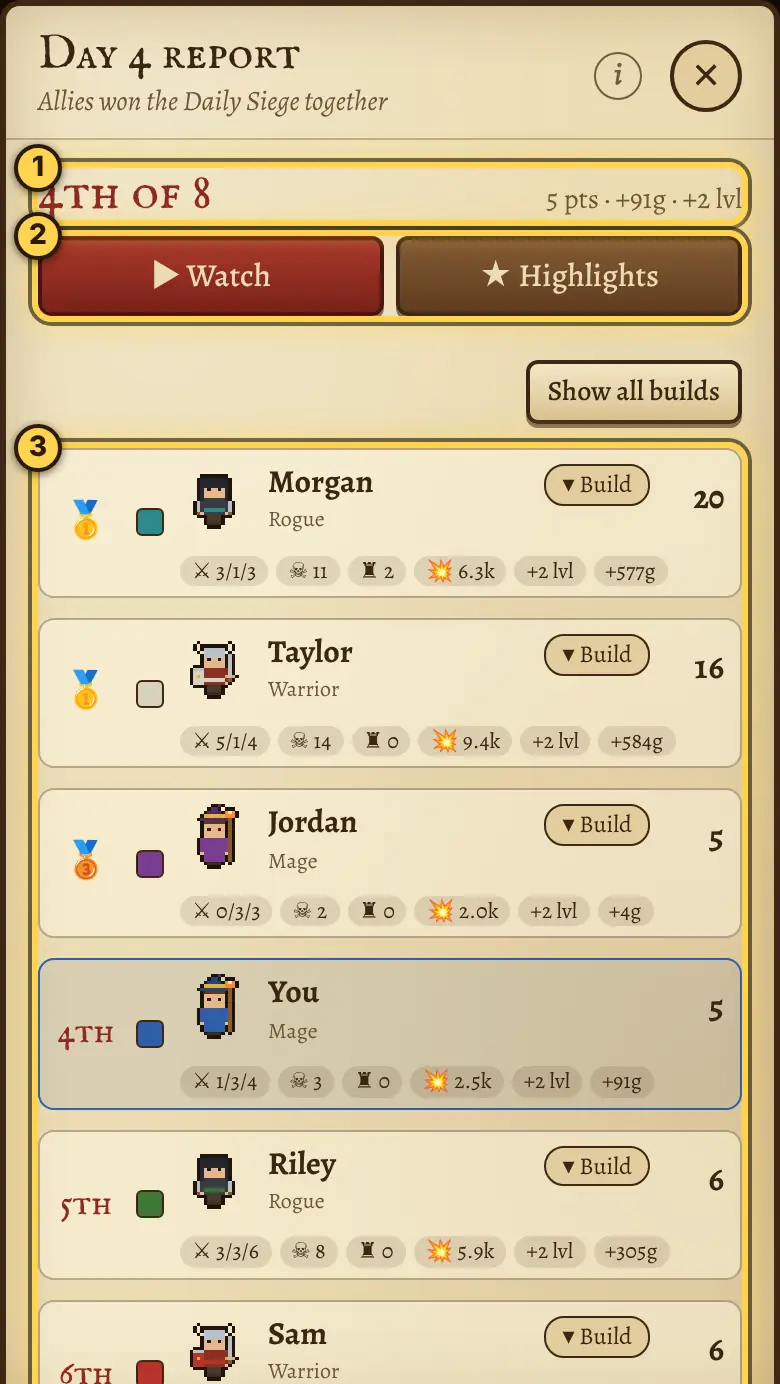 Day 4 report
Allies won the Daily Siege together
i ✕
1
4th of 8
5 pts · +91g · +2 lvl
2
▶ Watch
★ Highlights
Show all builds
3
🥇 Morgan ▾ Build 20
Rogue
⚔ 3/1/3 ☠ 11 ♜ 2 💥 6.3k +2 lvl +577g
🥇 Taylor ▾ Build 16
Warrior
⚔ 5/1/4 ☠ 14 ♜ 0 💥 9.4k +2 lvl +584g
🥉 Jordan ▾ Build 5
Mage
⚔ 0/3/3 ☠ 2 ♜ 0 💥 2.0k +2 lvl +4g
4th You 5
Mage
⚔ 1/3/4 ☠ 3 ♜ 0 💥 2.5k +2 lvl +91g
5th Riley ▾ Build 6
Rogue
⚔ 3/3/6 ☠ 8 ♜ 0 💥 5.9k +2 lvl +305g
6th Sam ▾ Build 6
Warrior